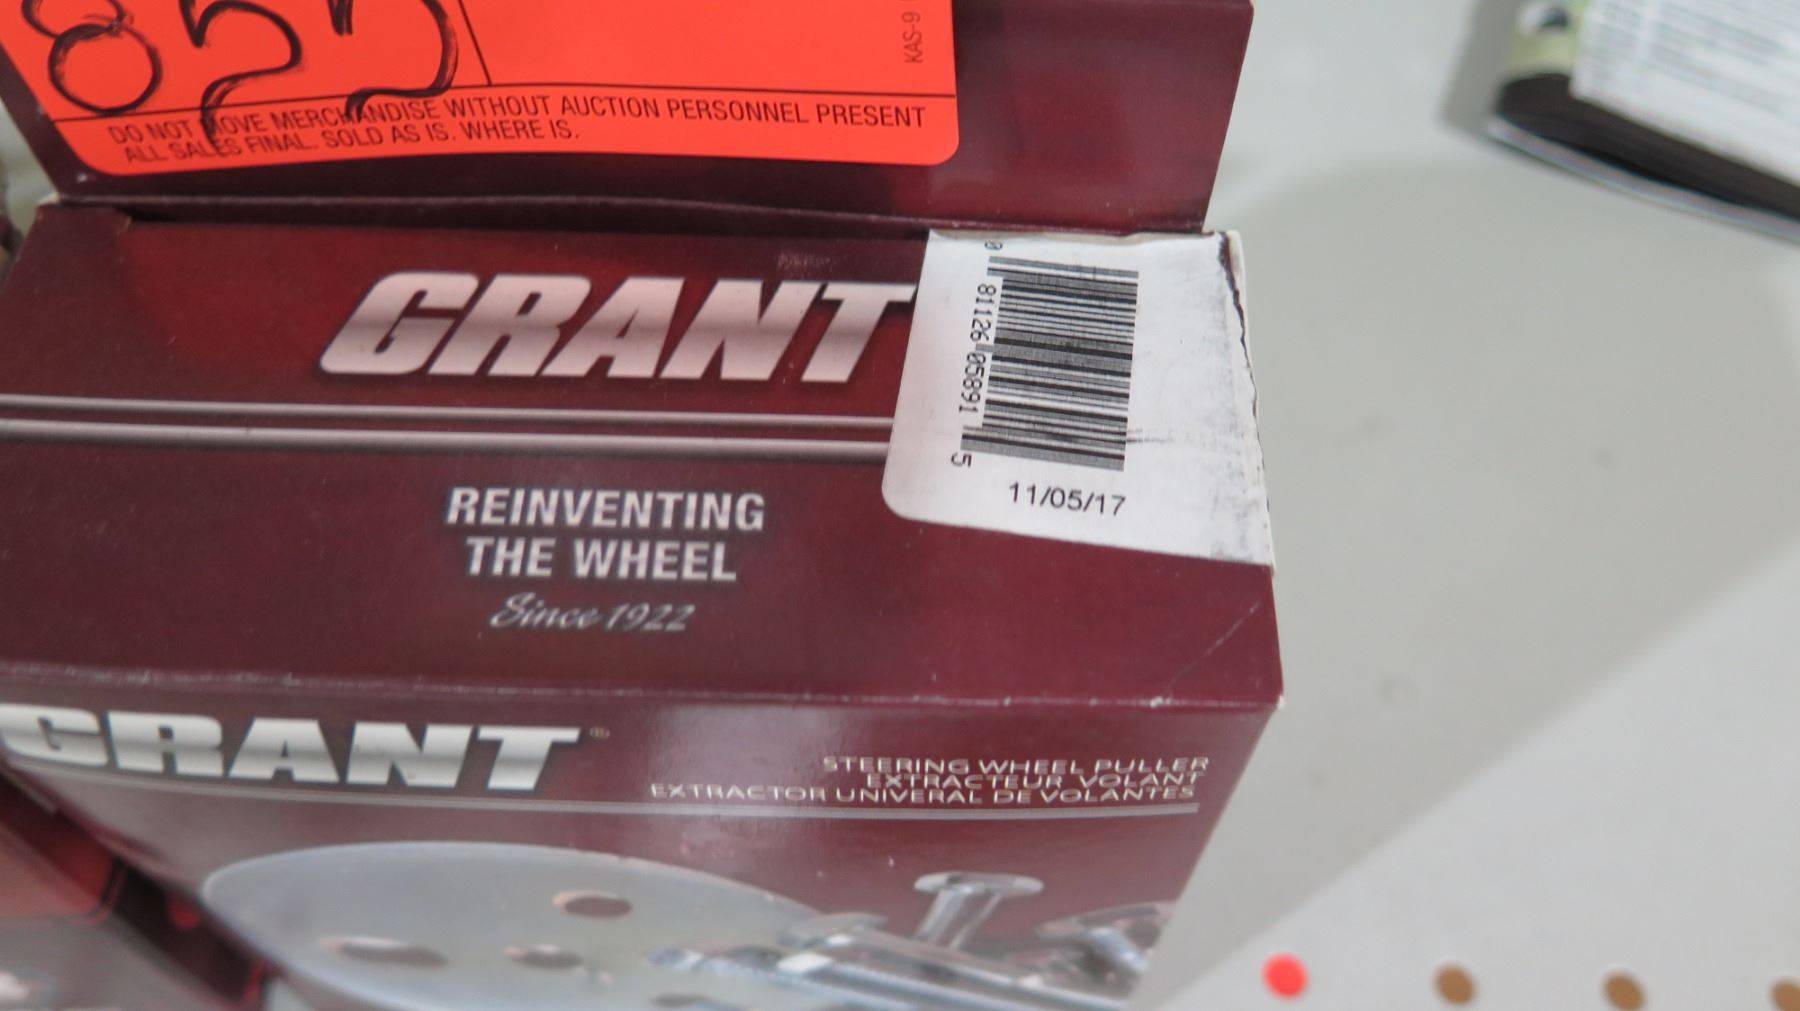 855
KAS-9
DO NOT MOVE MERCHANDISE WITHOUT AUCTION PERSONNEL PRESENT
ALL SALES FINAL. SOLD AS IS. WHERE IS.
GRANT
0 81126 05891 5
11/05/17
REINVENTING
THE WHEEL
Since 1922
GRANT®
STEERING WHEEL PULLER
EXTRACTEUR VOLANT
EXTRACTOR UNIVERAL DE VOLANTES